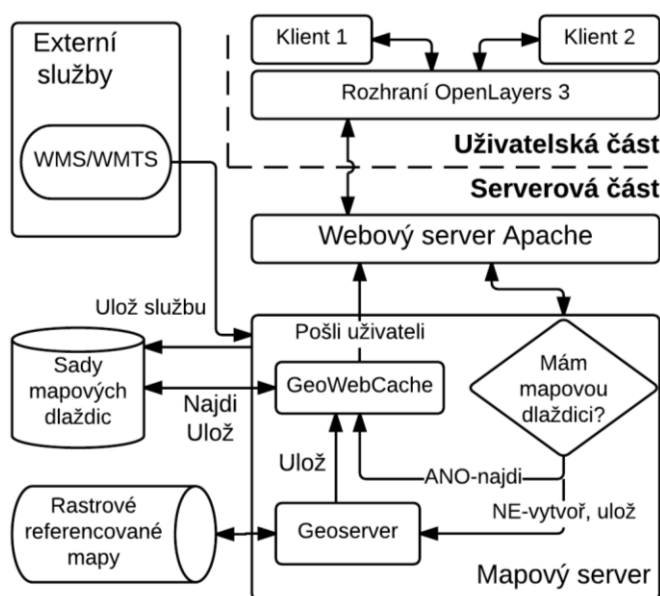 Externí
služby
WMS/WMTS
Klient 1
Klient 2
Rozhraní OpenLayers 3
Uživatelská část
Serverová část
Webový server Apache
Ulož službu
Pošli uživateli
Sady
mapových
dlaždic
Najdi
Ulož
GeoWebCache
Mám
mapovou
dlaždici?
Ulož
ANO-najdi
NE-vytvoř, ulož
Rastrové
referencované
mapy
Geoserver
Mapový server